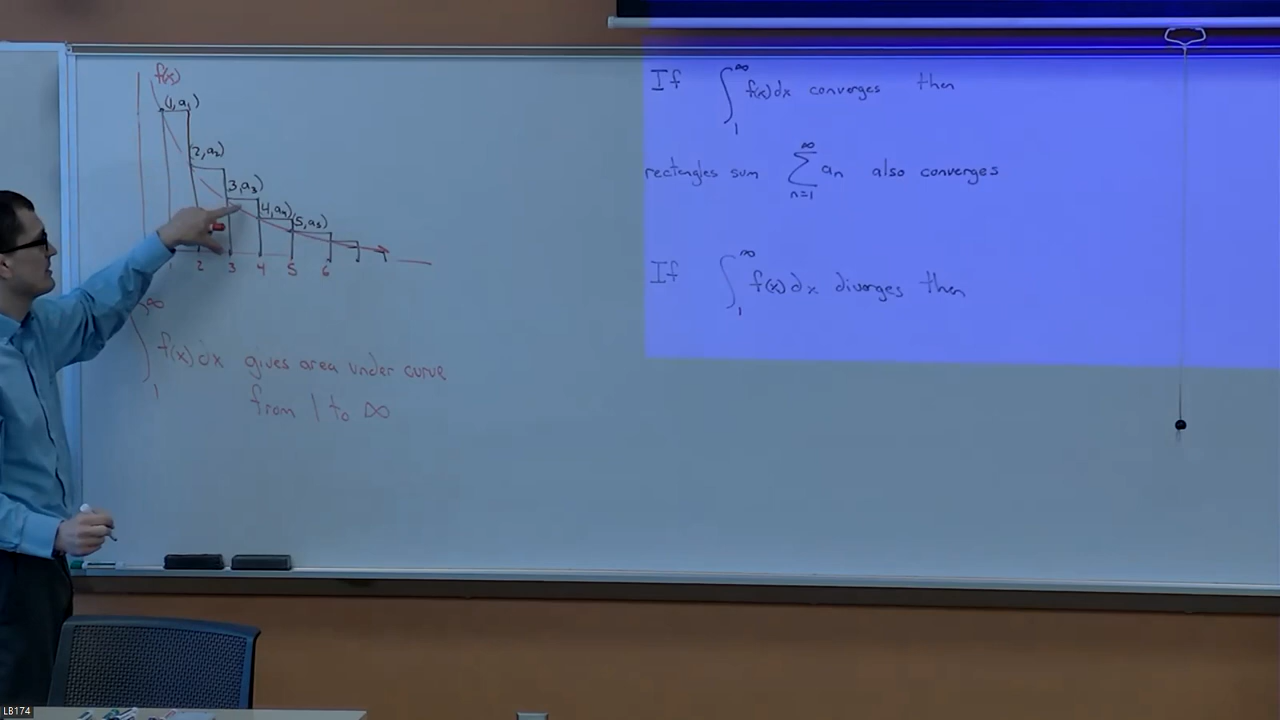 f(x)
(1,a₁)
(2,a₂)
3,a₃)
(4,a₄)
(5,a₅)
2 3 4 5 6
∫₁^∞ f(x)dx gives area under curve
from 1 to ∞
If ∫₁^∞ f(x)dx converges then
rectangles sum ∑_{n=1}^∞ aₙ also converges
If ∫₁^∞ f(x)dx diverges then
LB174